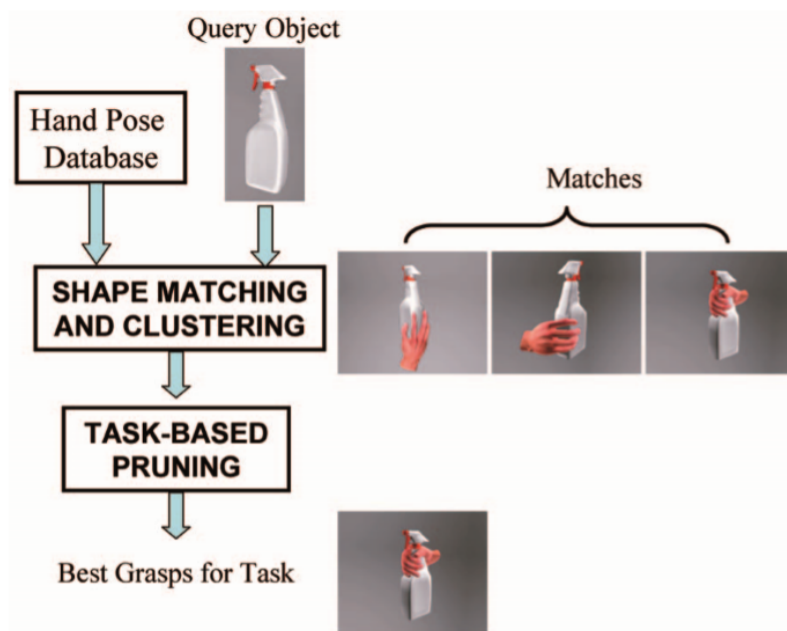 Query Object
Hand Pose
Database
Matches
SHAPE MATCHING
AND CLUSTERING
TASK-BASED
PRUNING
Best Grasps for Task